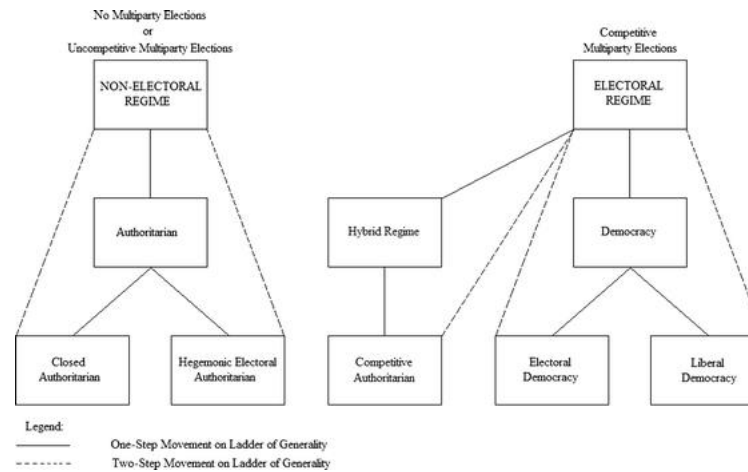 No Multiparty Elections
or
Uncompetitive Multiparty Elections
Competitive
Multiparty Elections
NON-ELECTORAL
REGIME
ELECTORAL
REGIME
Authoritarian
Hybrid Regime
Democracy
Closed
Authoritarian
Hegemonic Electoral
Authoritarian
Competitive
Authoritarian
Electoral
Democracy
Liberal
Democracy
Legend:
One-Step Movement on Ladder of Generality
Two-Step Movement on Ladder of Generality